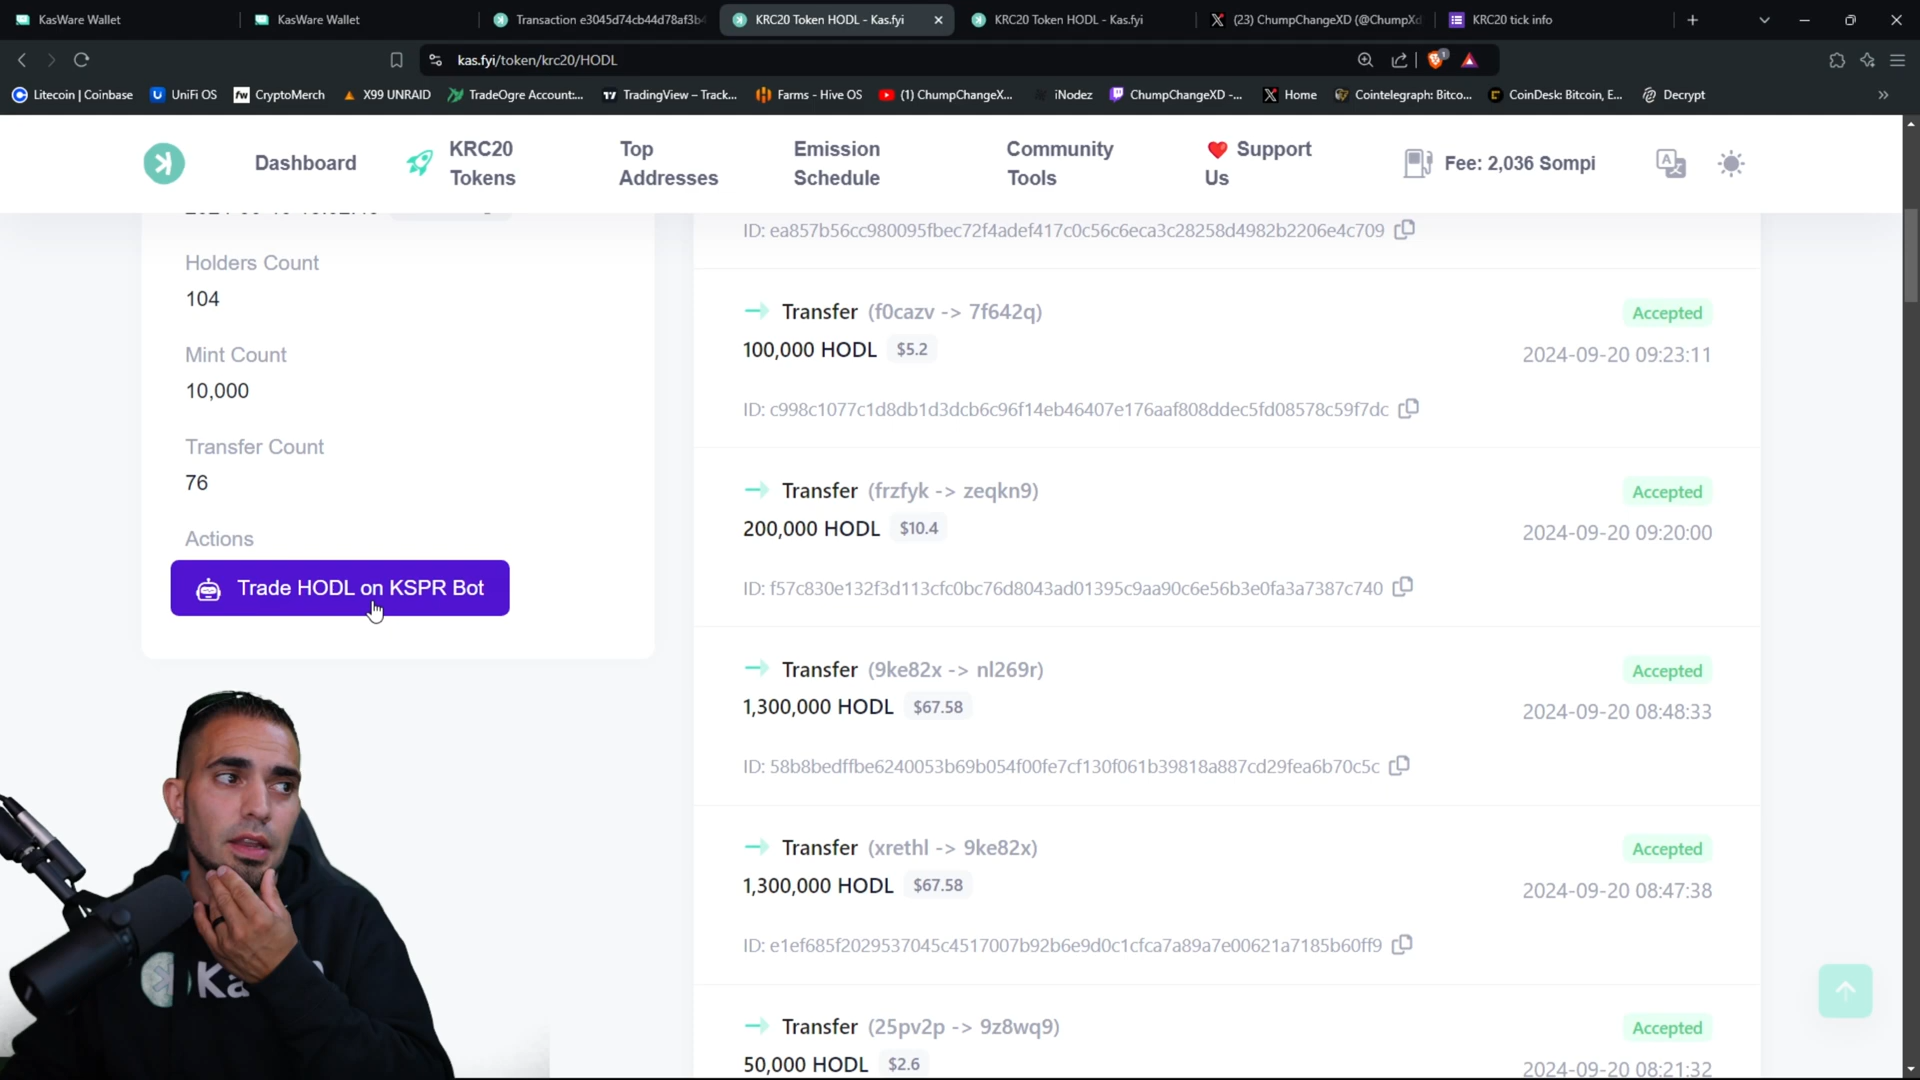 KasWare Wallet
KasWare Wallet
Transaction e3045d74cb44d78af3b
KRC20 Token HODL - Kas.fyi
KRC20 Token HODL - Kas.fyi
(23) ChumpChangeXD (@ChumpXd
KRC20 tick info
kas.fyi/token/krc20/HODL
1
Litecoin | Coinbase
UniFi OS
CryptoMerch
X99 UNRAID
TradeOgre Account:...
TradingView – Track...
Farms - Hive OS
(1) ChumpChangeX...
iNodez
ChumpChangeXD -...
Home
Cointelegraph: Bitco...
CoinDesk: Bitcoin, E...
Decrypt
Dashboard
KRC20 Tokens
Top Addresses
Emission Schedule
Community Tools
Support Us
Fee: 2,036 Sompi
Holders Count
104
Mint Count
10,000
Transfer Count
76
Actions
Trade HODL on KSPR Bot
ID: ea857b56cc980095fbec72f4adef417c0c56c6eca3c28258d4982b2206e4c709
Transfer (f0cazv -> 7f642q)
Accepted
100,000 HODL $5.2
2024-09-20 09:23:11
ID: c998c1077c1d8db1d3dcb6c96f14eb46407e176aaf808ddec5fd08578c59f7dc
Transfer (frzfyk -> zeqkn9)
Accepted
200,000 HODL $10.4
2024-09-20 09:20:00
ID: f57c830e132f3d113cfc0bc76d8043ad01395c9aa90c6e56b3e0fa3a7387c740
Transfer (9ke82x -> nl269r)
Accepted
1,300,000 HODL $67.58
2024-09-20 08:48:33
ID: 58b8bedffbe6240053b69b054f00fe7cf130f061b39818a887cd29fea6b70c5c
Transfer (xrethl -> 9ke82x)
Accepted
1,300,000 HODL $67.58
2024-09-20 08:47:38
ID: e1ef685f2029537045c4517007b92b6e9d0c1cfca7a89a7e00621a7185b60ff9
Transfer (25pv2p -> 9z8wq9)
Accepted
50,000 HODL $2.6
2024-09-20 08:21:32
Ka